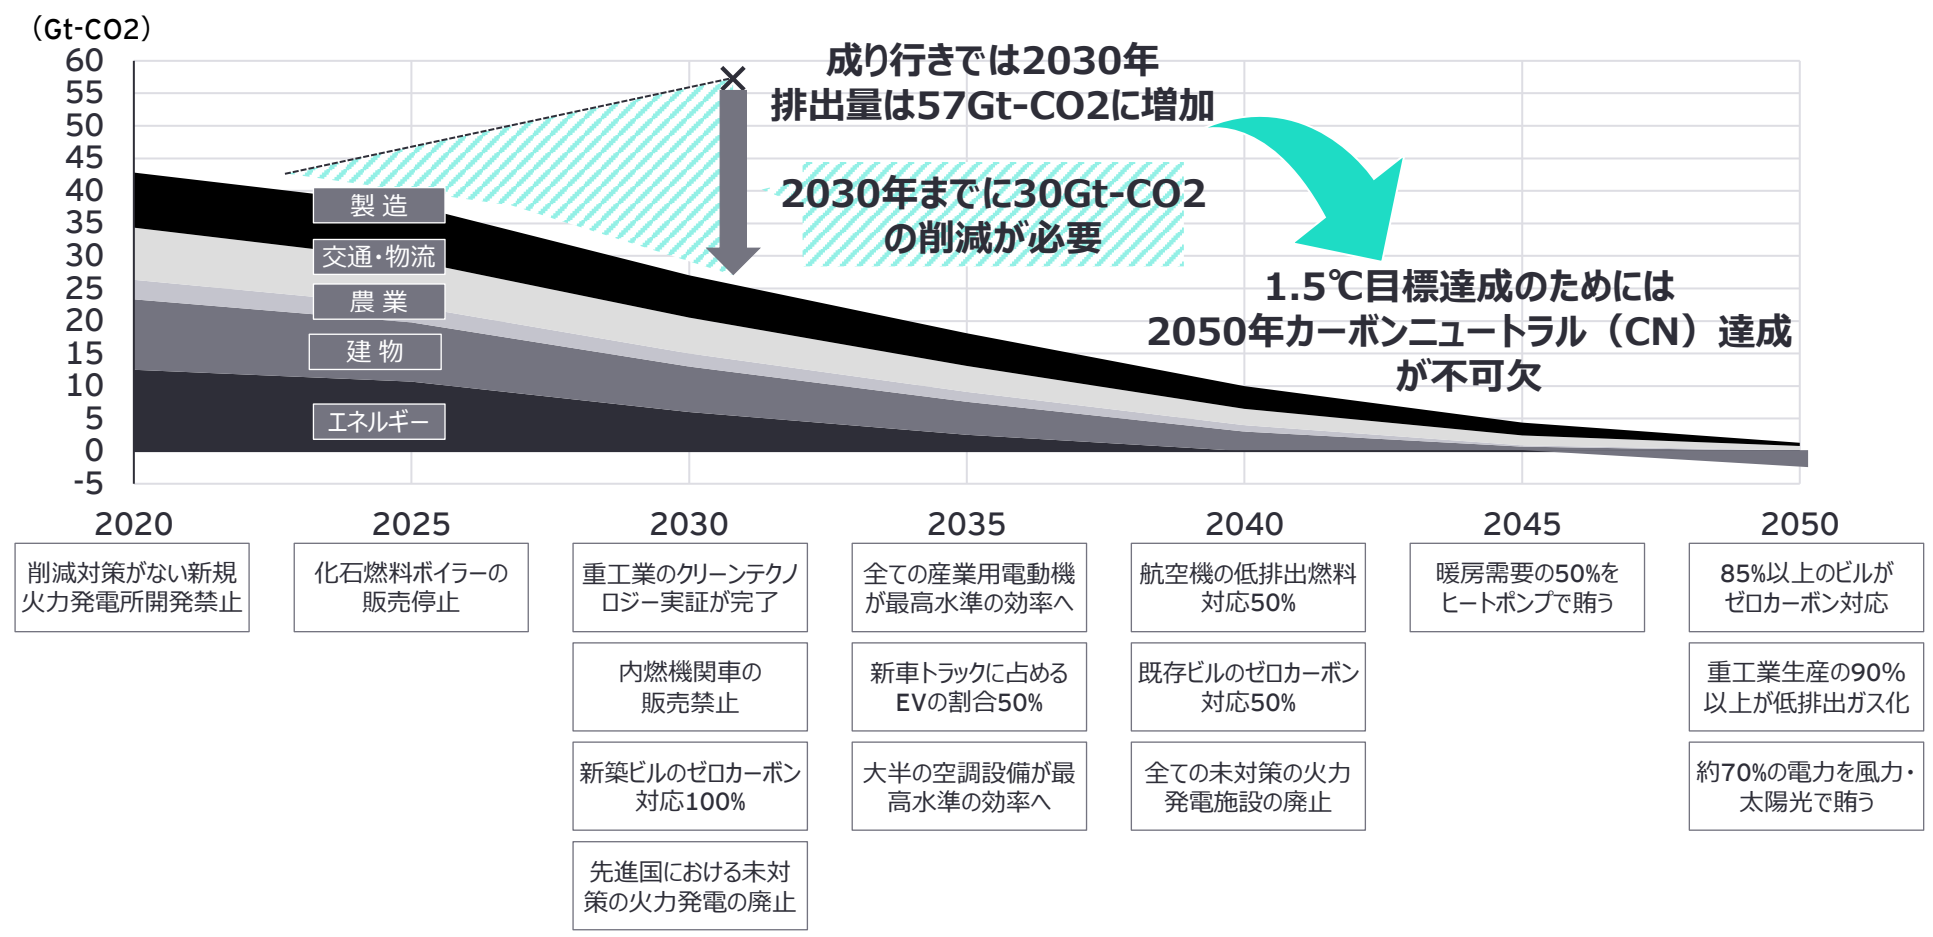 （Gt-CO2）
60
55
50
45
40
35
30
25
20
15
10
5
0
-5
成り行きでは2030年
排出量は57Gt-CO2に増加
2030年までに30Gt-CO2
の削減が必要
1.5℃目標達成のためには
2050年カーボンニュートラル（CN）達成
が不可欠
製 造
交通・物流
農 業
建 物
エネルギー
2020
2025
2030
2035
2040
2045
2050
削減対策がない新規
火力発電所開発禁止
化石燃料ボイラーの
販売停止
重工業のクリーンテクノ
ロジー実証が完了
全ての産業用電動機
が最高水準の効率へ
航空機の低排出燃料
対応50%
暖房需要の50%を
ヒートポンプで賄う
85%以上のビルが
ゼロカーボン対応
内燃機関車の
販売禁止
新車トラックに占める
EVの割合50%
既存ビルのゼロカーボン
対応50%
重工業生産の90％
以上が低排出ガス化
新築ビルのゼロカーボン
対応100%
大半の空調設備が最
高水準の効率へ
全ての未対策の火力
発電施設の廃止
約70%の電力を風力・
太陽光で賄う
先進国における未対
策の火力発電の廃止